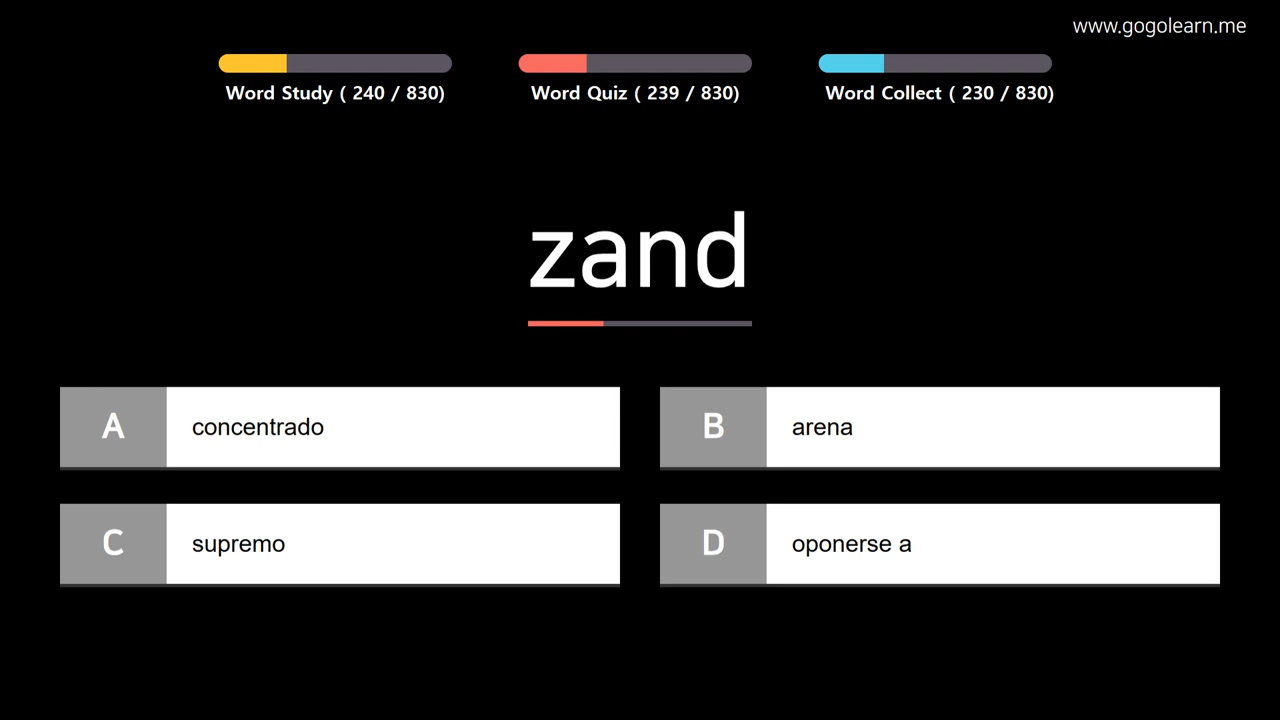 www.gogolearn.me
Word Study ( 240 / 830)
Word Quiz ( 239 / 830)
Word Collect ( 230 / 830)
zand
A concentrado
B arena
C supremo
D oponerse a